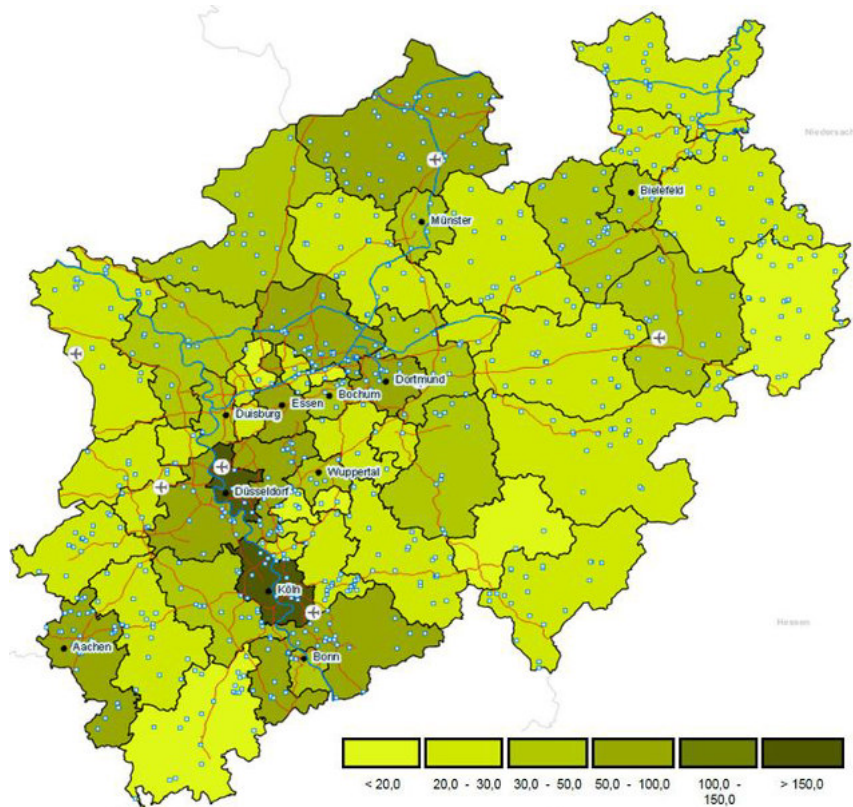 Niedersach
Bielefeld
Münster
Dortmund
Bochum
Essen
Duisburg
Wuppertal
Düsseldorf
Köln
Hessen
Aachen
Bonn
< 20,0
20,0 - 30,0
30,0 - 50,0
50,0 - 100,0
100,0 -
150,0
> 150,0